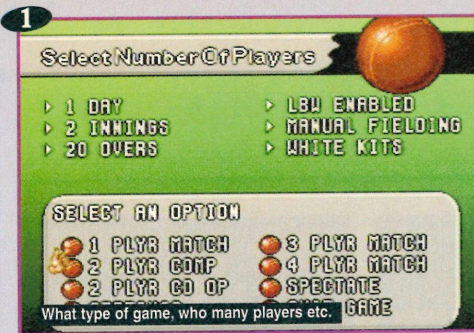 1
Select Number Of Players
1 DAY
2 INNINGS
20 OVERS
LBW ENABLED
MANUAL FIELDING
WHITE KITS
SELECT AN OPTION
1 PLYR MATCH
2 PLYR COMP
2 PLYR CO OP
3 PLYR MATCH
4 PLYR MATCH
SPECTATE
GAME
What type of game, who many players etc.